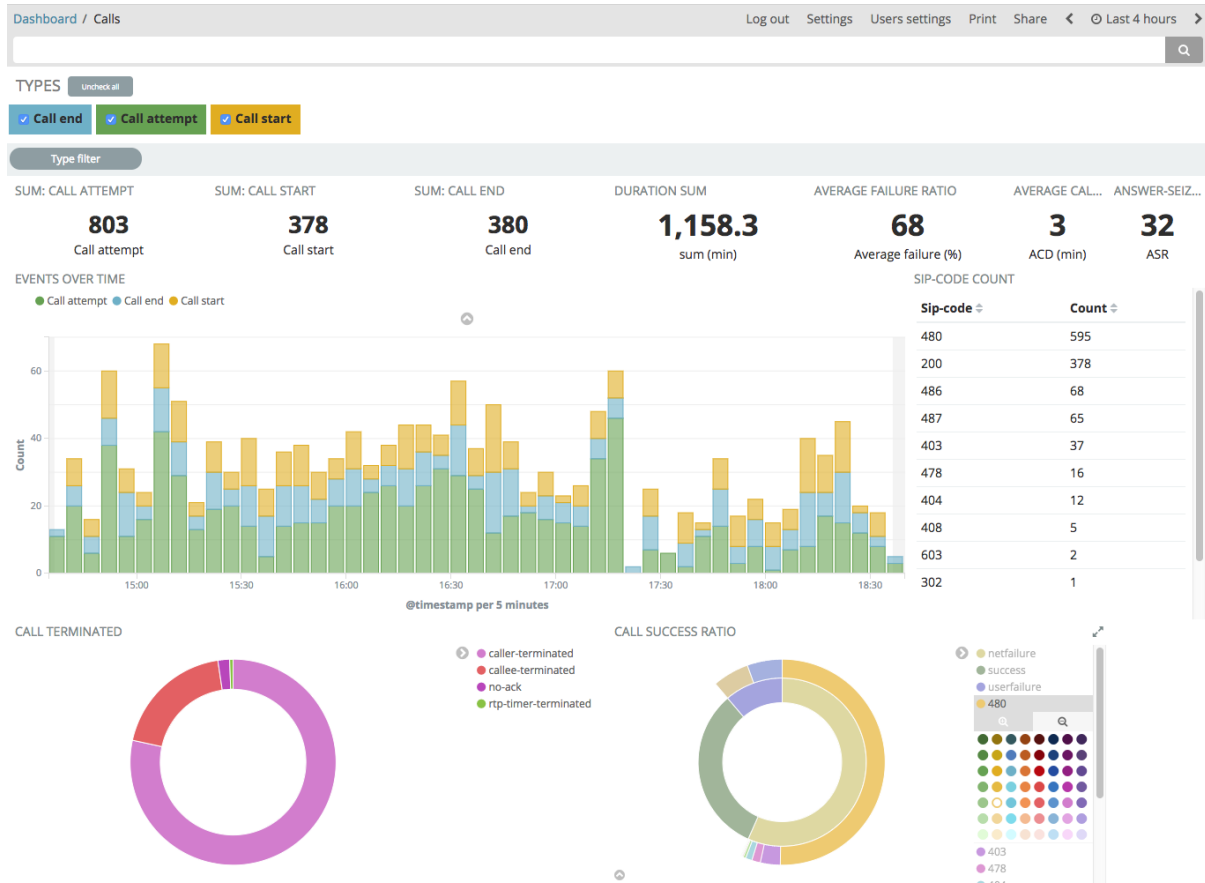 Dashboard / Calls
Log out Settings Users settings Print Share Last 4 hours
TYPES Uncheck all
Call end Call attempt Call start
Type filter
SUM: CALL ATTEMPT SUM: CALL START SUM: CALL END DURATION SUM AVERAGE FAILURE RATIO AVERAGE CAL... ANSWER-SEIZ...
803 378 380 1,158.3 68 3 32
Call attempt Call start Call end sum (min) Average failure (%) ACD (min) ASR
EVENTS OVER TIME
Call attempt Call end Call start
Count
60
40
20
0
15:00 15:30 16:00 16:30 17:00 17:30 18:00 18:30
@timestamp per 5 minutes
SIP-CODE COUNT
Sip-code Count
480 595
200 378
486 68
487 65
403 37
478 16
404 12
408 5
603 2
302 1
CALL TERMINATED
caller-terminated
callee-terminated
no-ack
rtp-timer-terminated
CALL SUCCESS RATIO
netfailure
success
userfailure
480
403
478